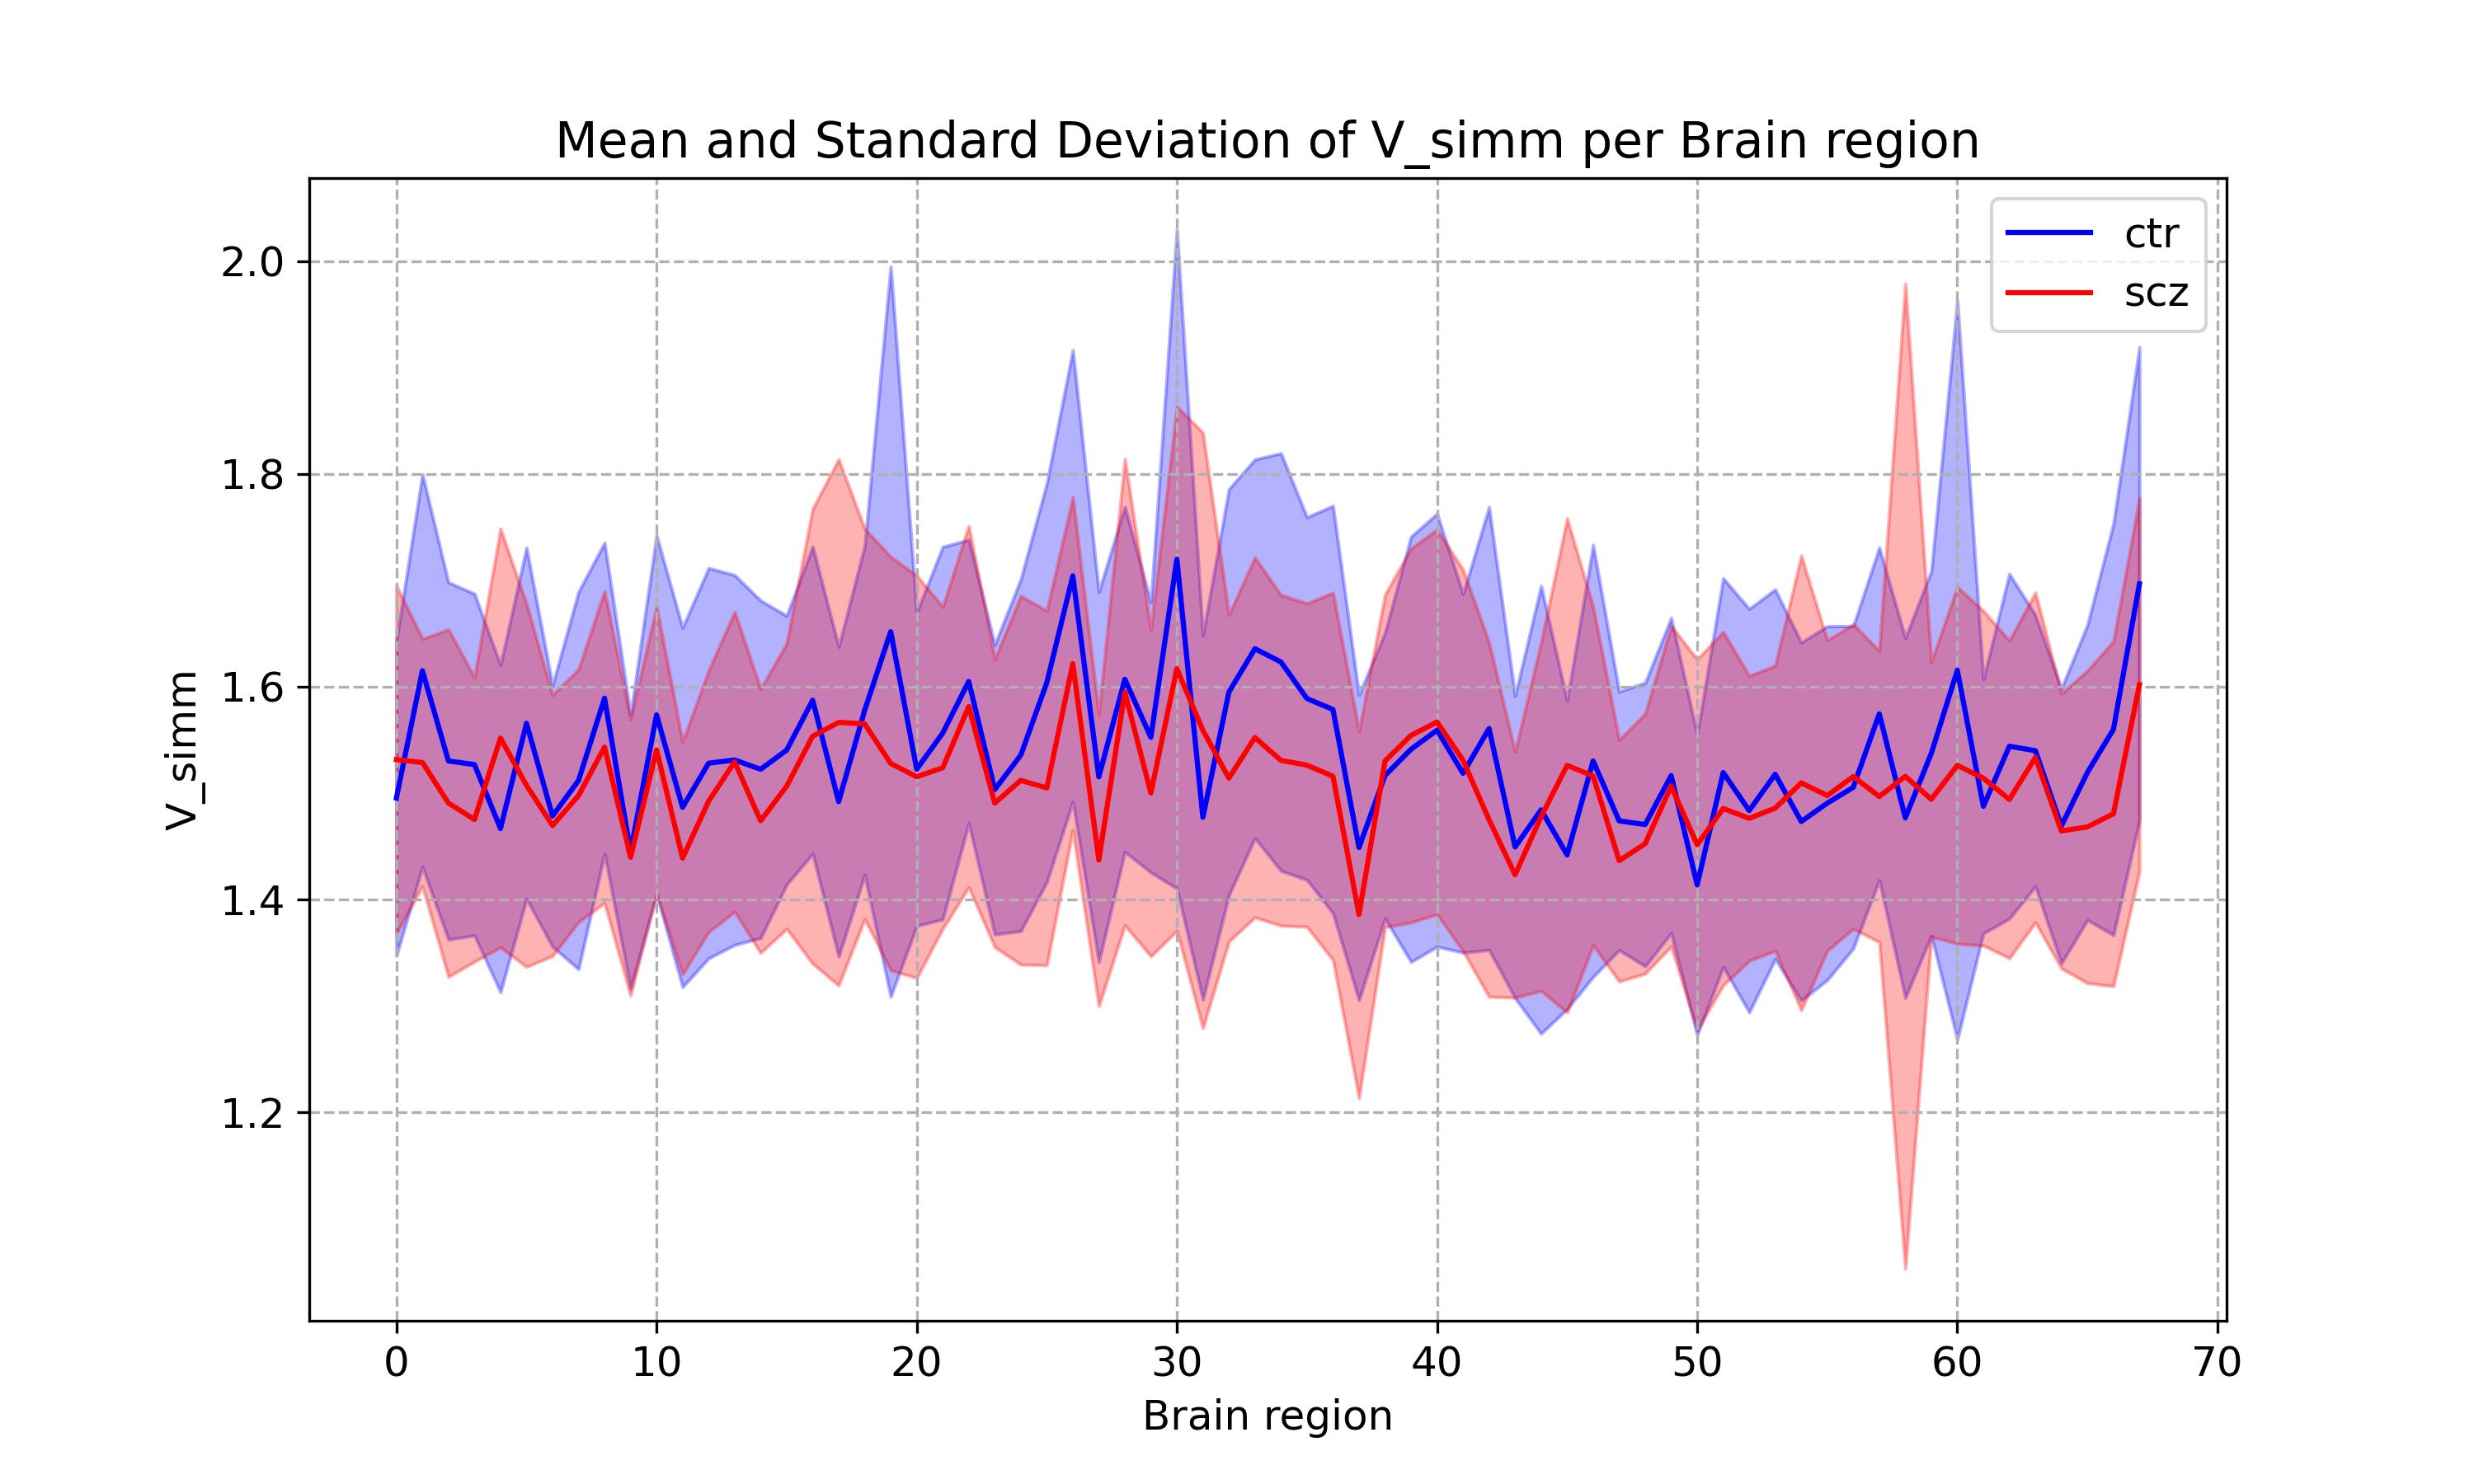 Mean and Standard Deviation of V_simm per Brain region
ctr
scz
2.0
1.8
1.6
1.4
1.2
V_simm
0 10 20 30 40 50 60 70
Brain region